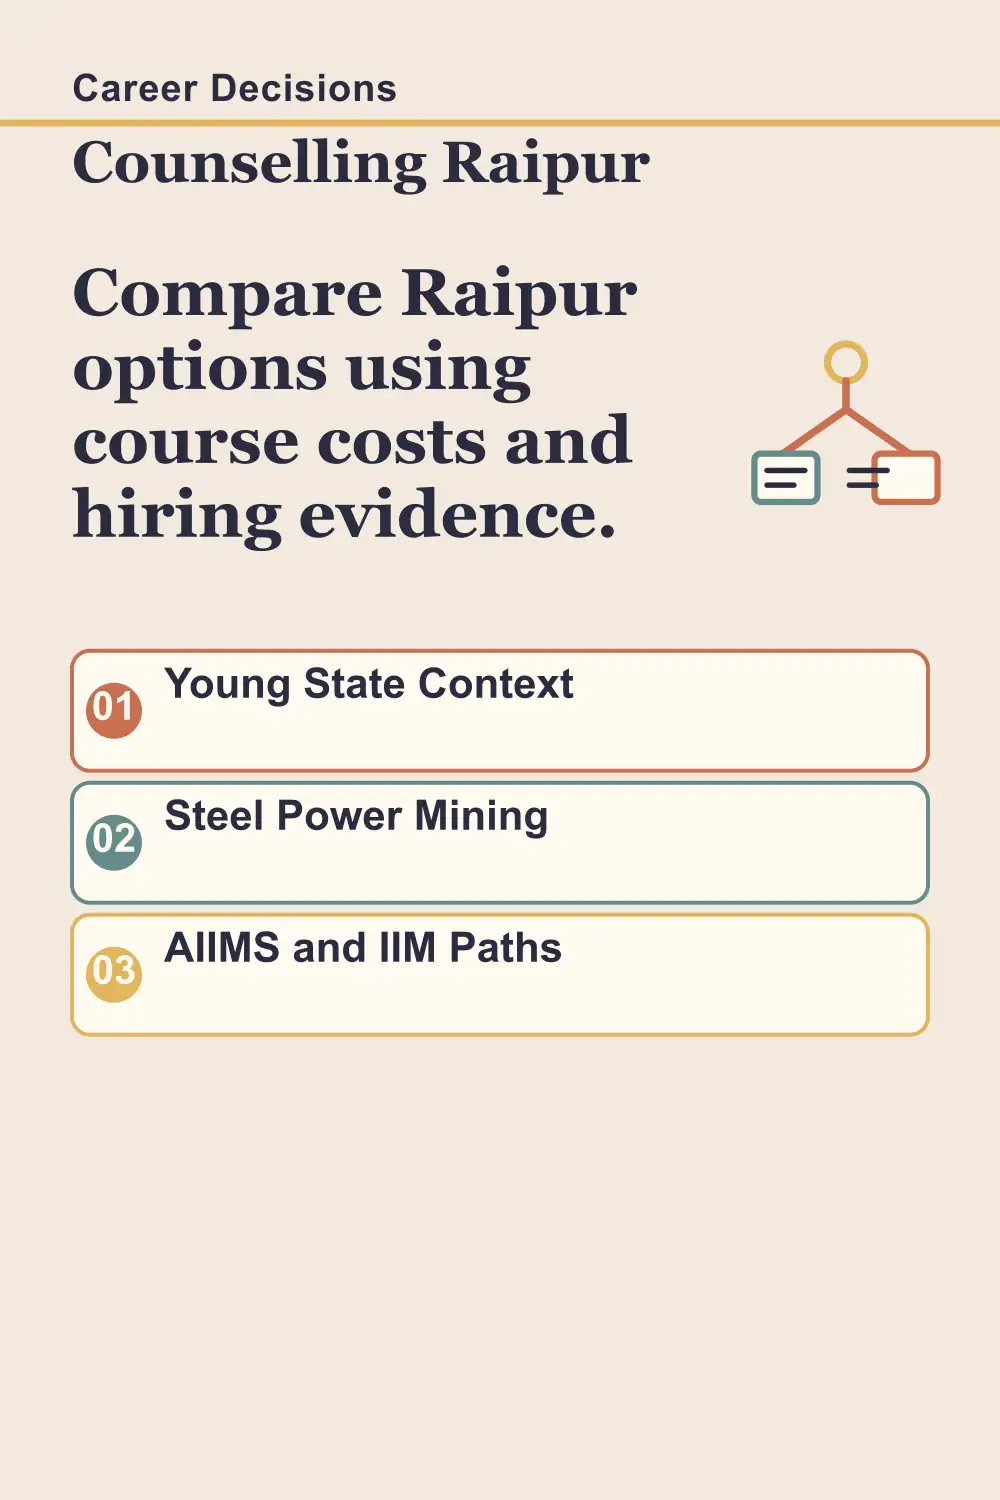 Career Decisions
Counselling Raipur
Compare Raipur
options using
course costs and
hiring evidence.
01
Young State Context
02
Steel Power Mining
03
AIIMS and IIM Paths